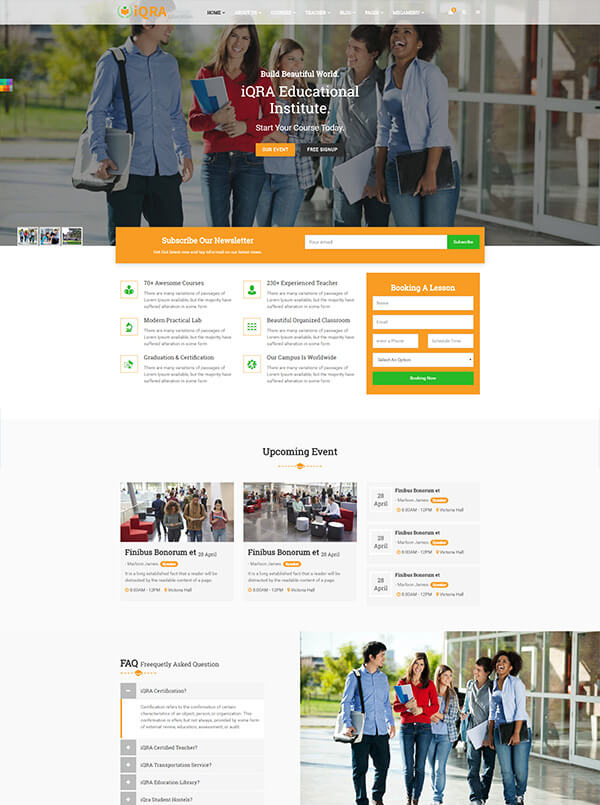 iQRA
Education
HOME
ABOUT US
COURSES
TEACHER
BLOG
PAGES
MEGAMENU
Build Beautiful World.
iQRA Educational
Institute.
Start Your Course Today.
OUR EVENT
FREE SIGNUP
Subscribe Our Newsletter
Get Our latest new and key informed on our latest news.
Your email
Subscribe
70+ Awesome Courses
There are many variations of passages of
Lorem Ipsum available, but the majority have
suffered alteration in some form
230+ Experienced Teacher
There are many variations of passages of
Lorem Ipsum available, but the majority have
suffered alteration in some form
Modern Practical Lab
There are many variations of passages of
Lorem Ipsum available, but the majority have
suffered alteration in some form
Beautiful Organized Classroom
There are many variations of passages of
Lorem Ipsum available, but the majority have
suffered alteration in some form
Graduation & Certification
There are many variations of passages of
Lorem Ipsum available, but the majority have
suffered alteration in some form
Our Campus Is Worldwide
There are many variations of passages of
Lorem Ipsum available, but the majority have
suffered alteration in some form
Booking A Lesson
Name
Email
enter a Phone
Schedule Time
Select An Option
Booking Now
Upcoming Event
Finibus Bonorum et 28 April
- Marloon James, Speaker
It is a long established fact that a reader will be
distracted by the readable content of a page.
8:00AM - 12PM Victoria Hall
Finibus Bonorum et 28 April
- Marloon James, Speaker
It is a long established fact that a reader will be
distracted by the readable content of a page.
8:00AM - 12PM Victoria Hall
28
April
Finibus Bonorum et
- Marloon James, Speaker
8:00AM - 12PM Victoria Hall
28
April
Finibus Bonorum et
- Marloon James, Speaker
8:00AM - 12PM Victoria Hall
28
April
Finibus Bonorum et
- Marloon James, Speaker
8:00AM - 12PM Victoria Hall
FAQ Freequetly Asked Question
iQRA Certification?
Certification refers to the confirmation of certain
characteristics of an object, person, or organization. This
confirmation is often, but not always, provided by some form
of external review, education, assessment, or audit.
iQRA Certified Teacher?
iQRA Transportation Service?
iQRA Education Library?
iQra Student Hostels?